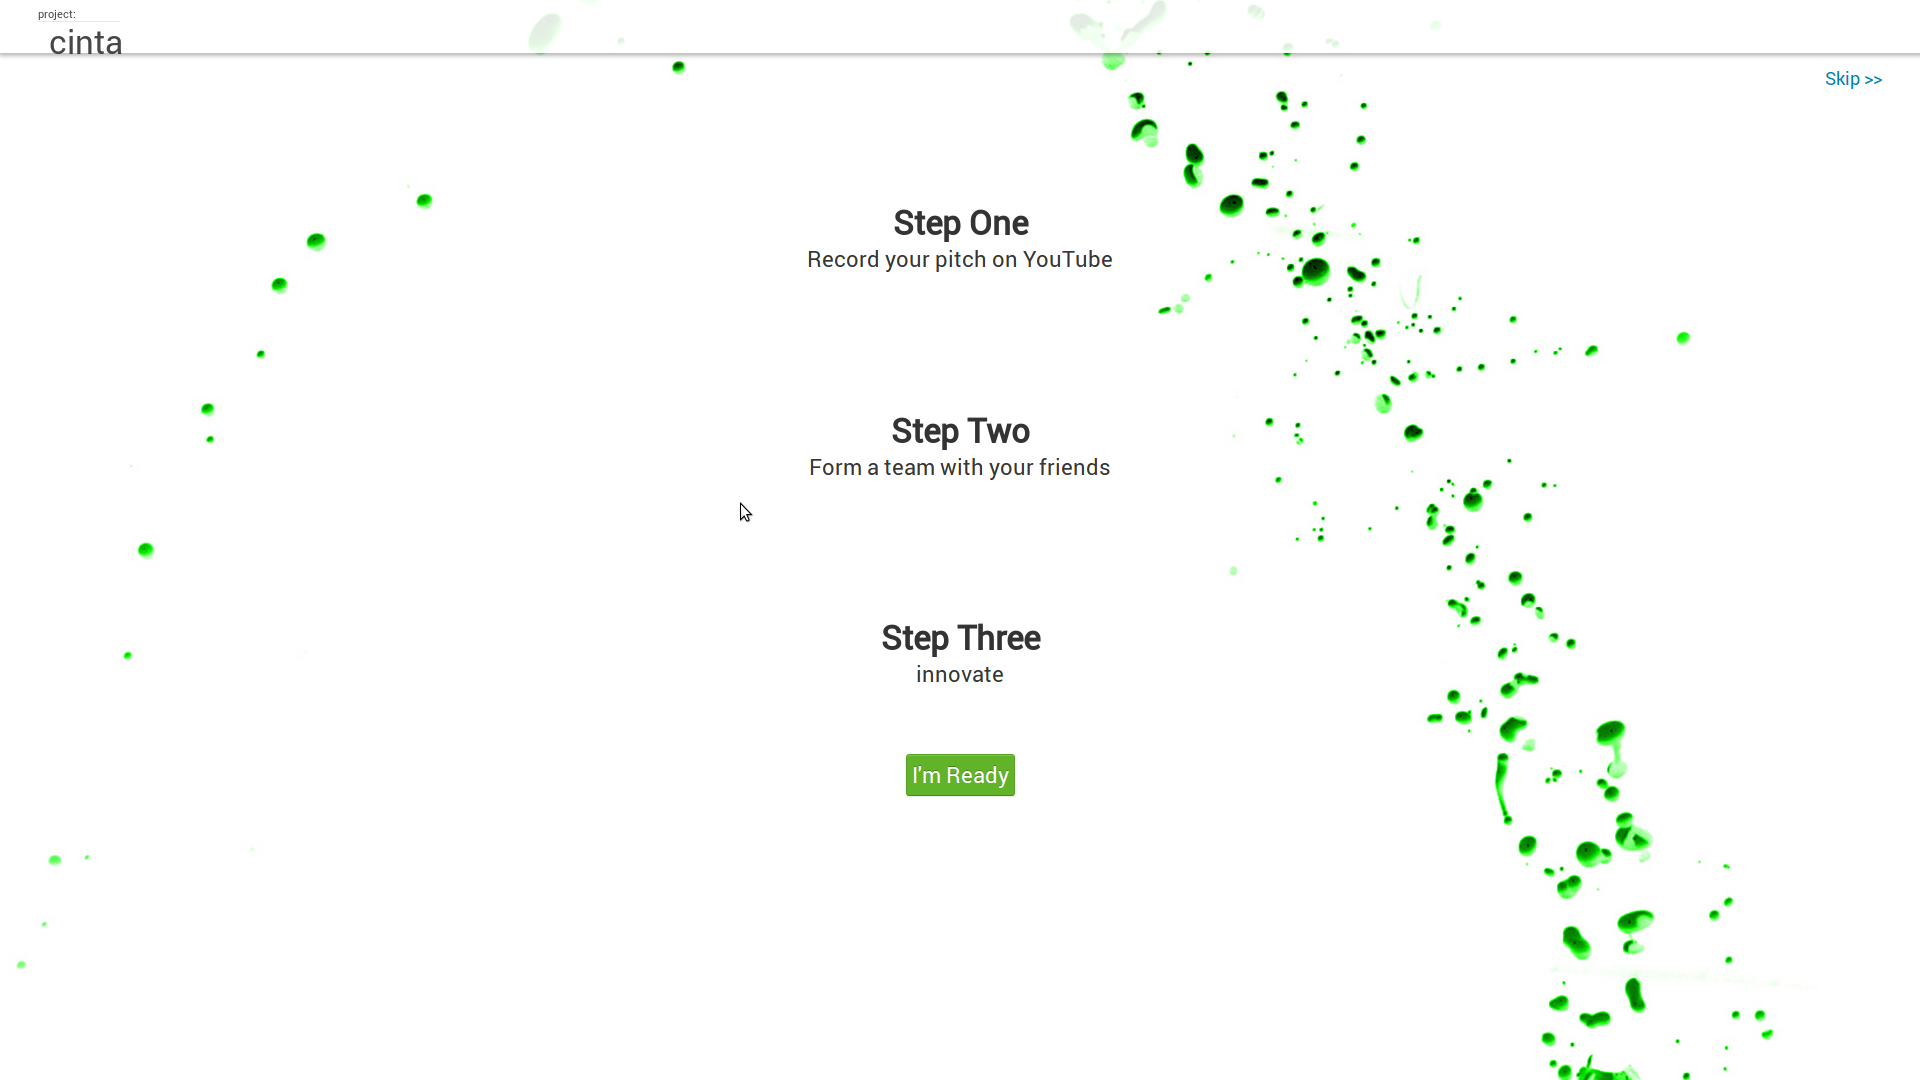 project:
cinta
Skip >>
Step One
Record your pitch on YouTube
Step Two
Form a team with your friends
Step Three
innovate
I'm Ready